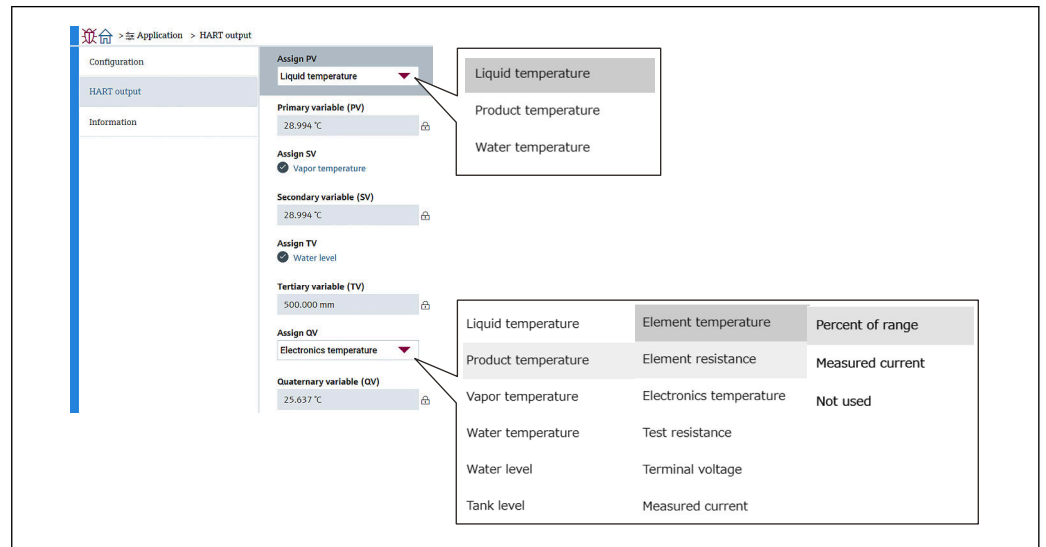 > Application > HART output
Configuration
HART output
Information
Assign PV
Liquid temperature
Primary variable (PV)
28.994 °C
Assign SV
Vapor temperature
Secondary variable (SV)
28.994 °C
Assign TV
Water level
Tertiary variable (TV)
500.000 mm
Assign QV
Electronics temperature
Quaternary variable (QV)
25.637 °C
Liquid temperature
Product temperature
Water temperature
Liquid temperature
Product temperature
Vapor temperature
Water temperature
Water level
Tank level
Element temperature
Element resistance
Electronics temperature
Test resistance
Terminal voltage
Measured current
Percent of range
Measured current
Not used